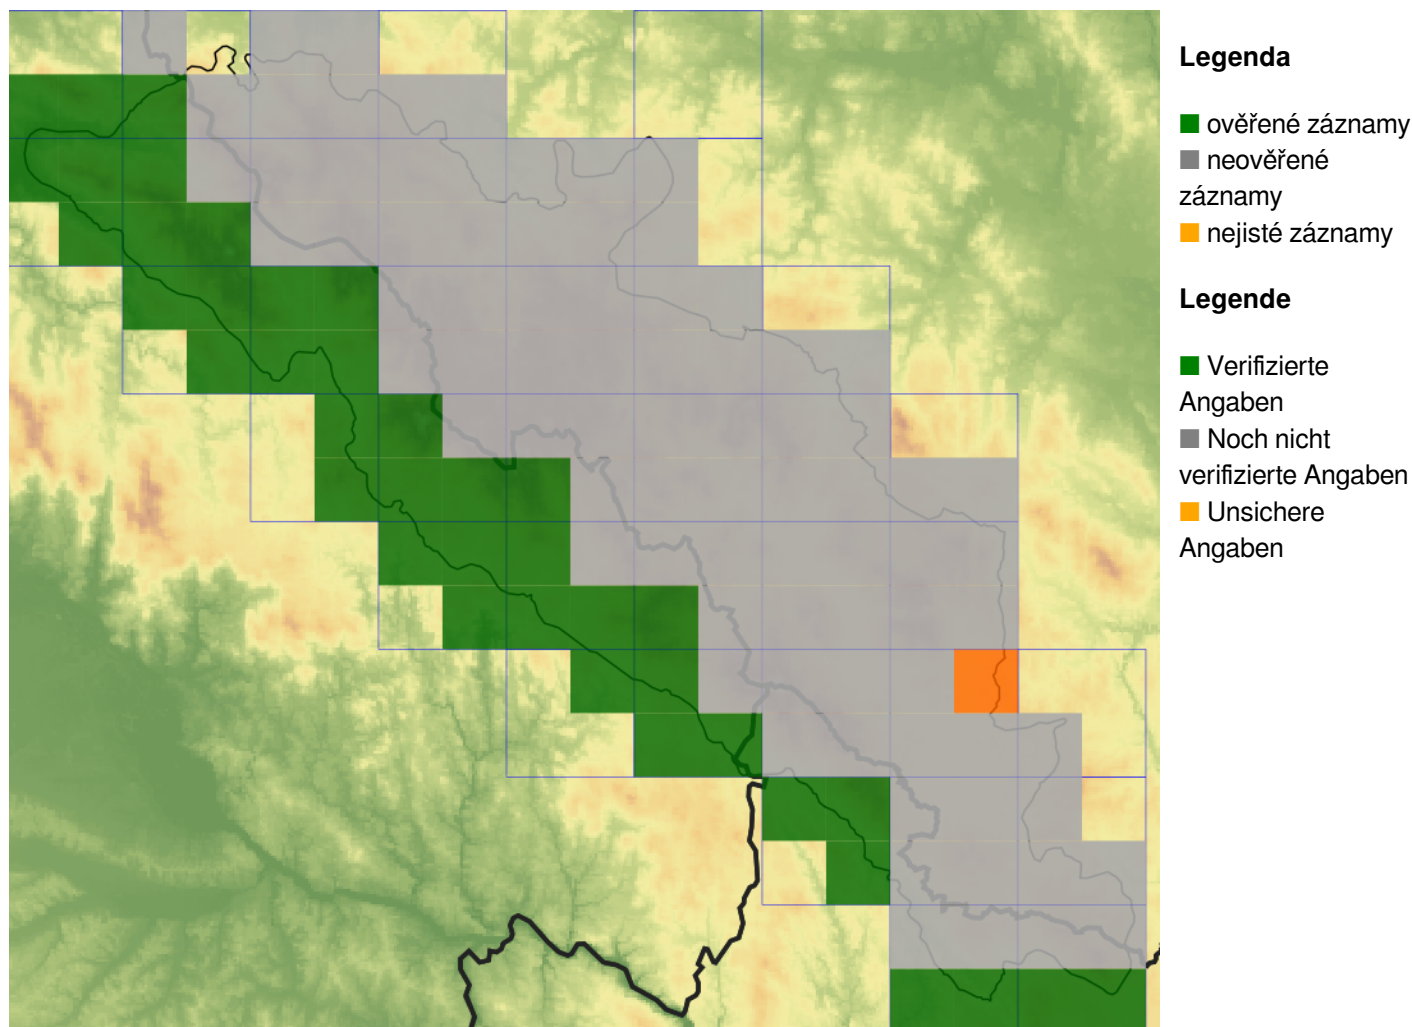 Legenda
ověřené záznamy
neověřené
záznamy
nejisté záznamy
Legende
Verifizierte
Angaben
Noch nicht
verifizierte Angaben
Unsichere
Angaben